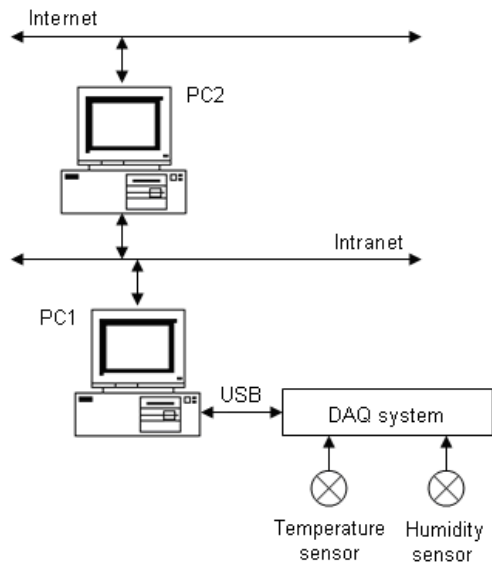 Internet
PC2
Intranet
PC1
USB
DAQ system
Temperature
sensor
Humidity
sensor